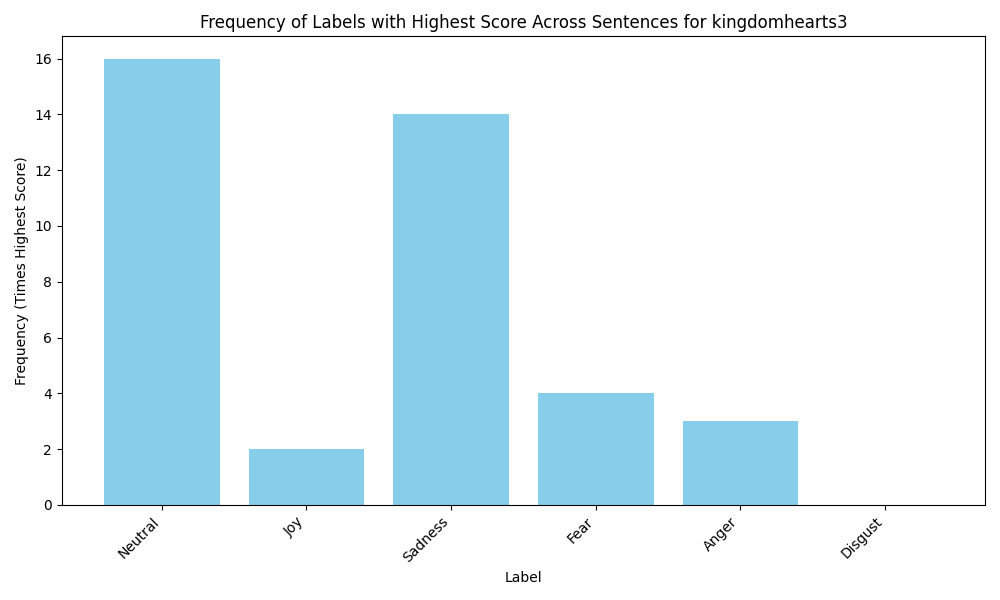 Frequency of Labels with Highest Score Across Sentences for kingdomhearts3
Frequency (Times Highest Score)
16
14
12
10
8
6
4
2
0
Neutral
Joy
Sadness
Fear
Anger
Disgust
Label